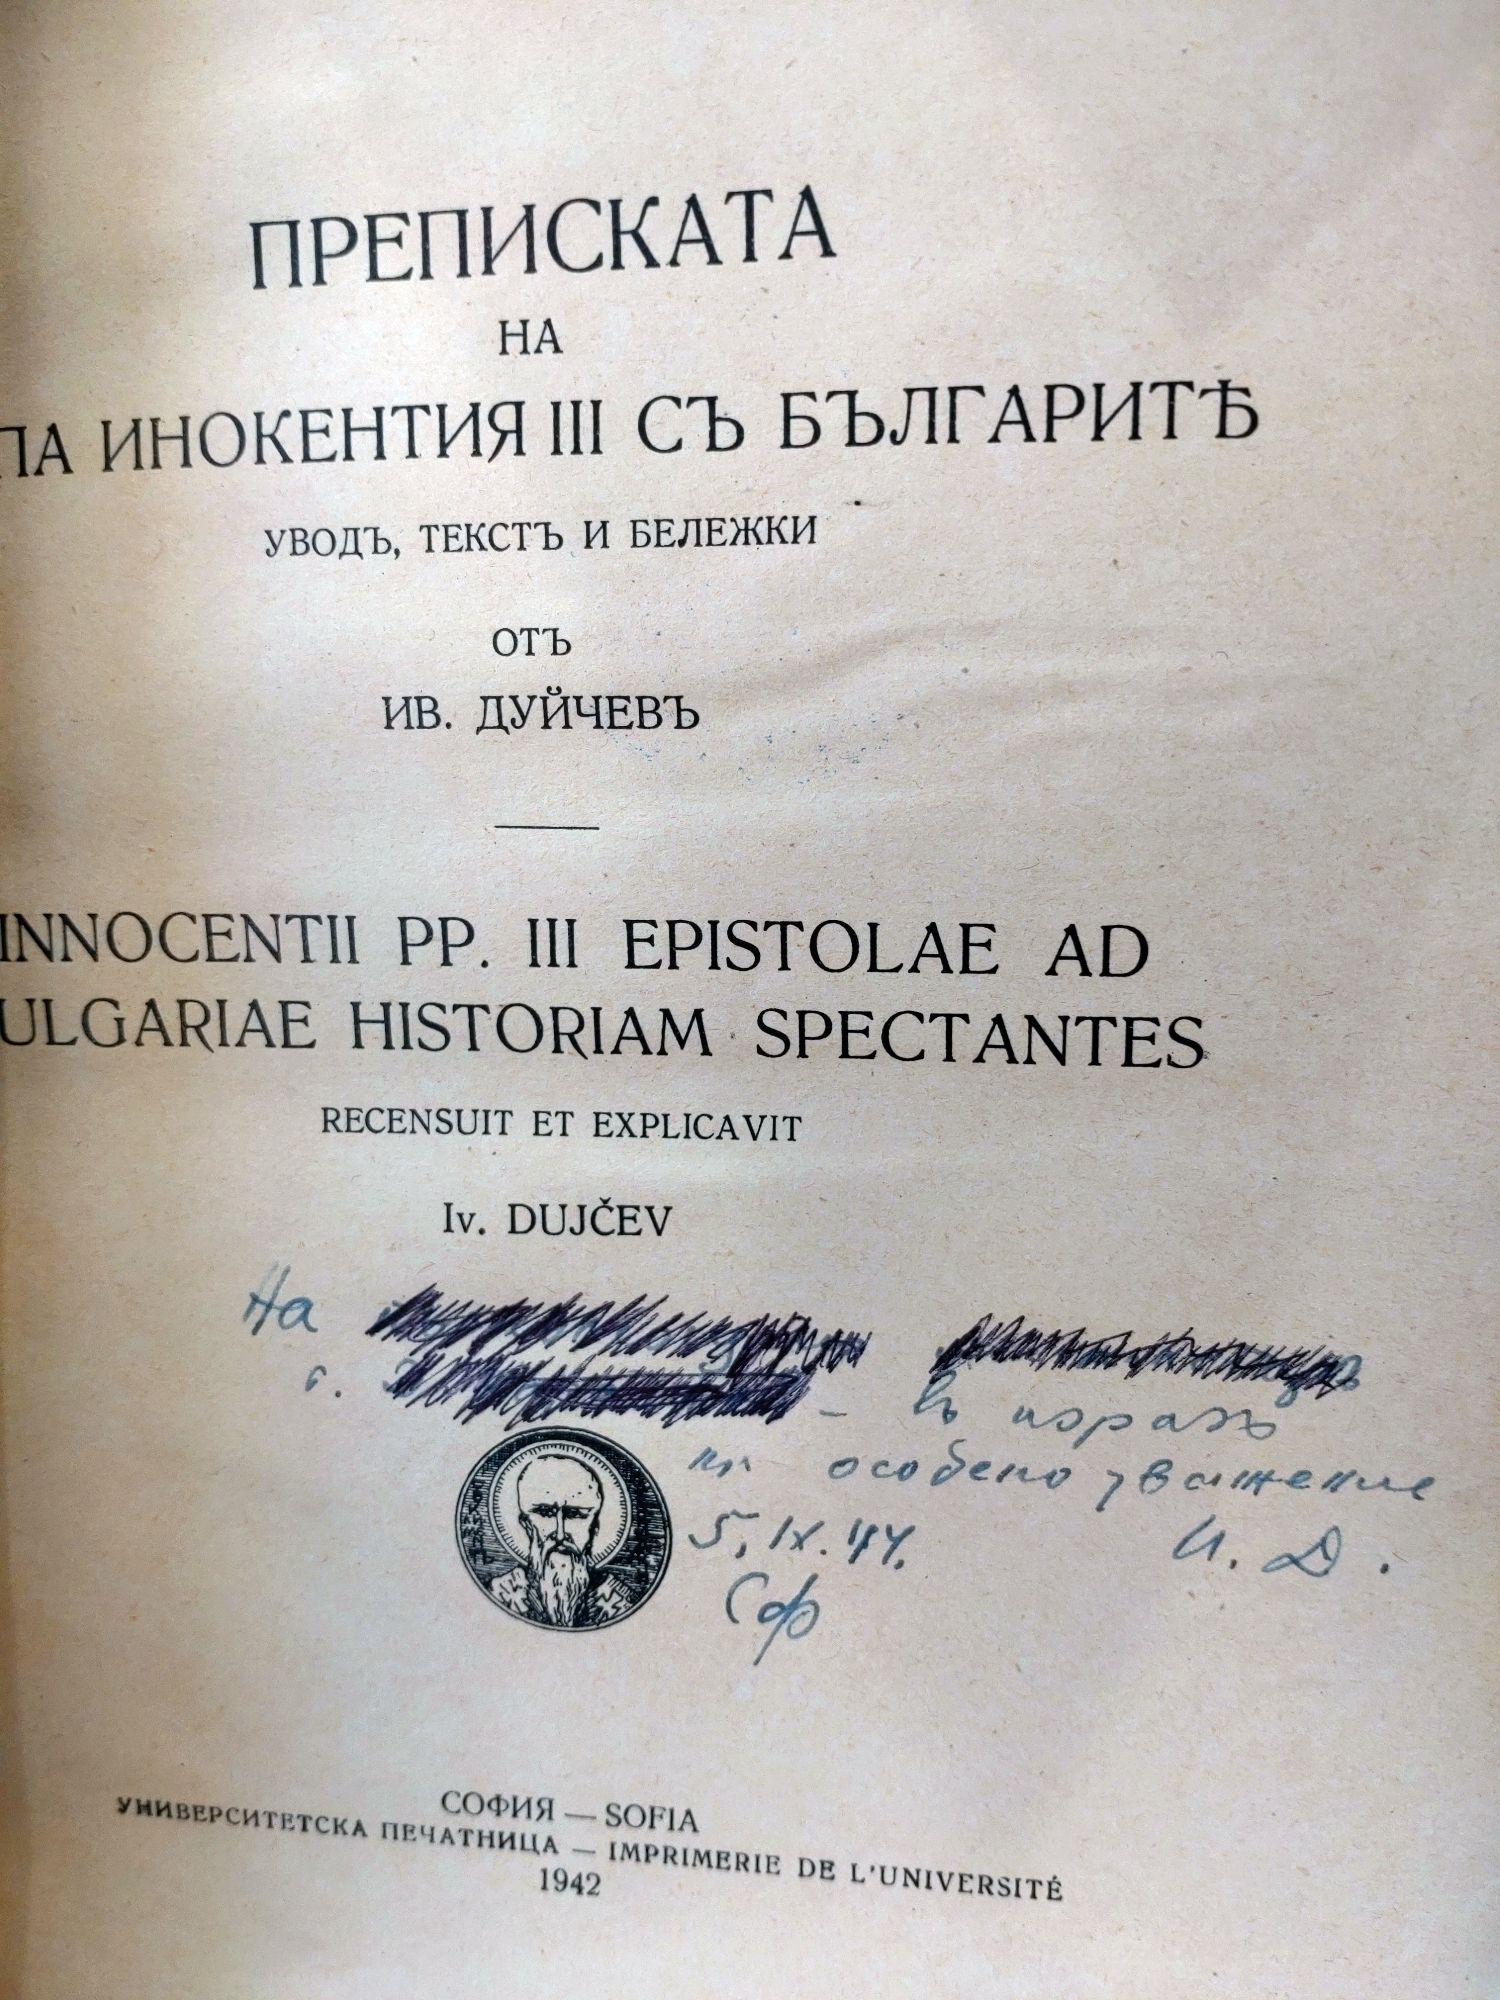 ПРЕПИСКАТА
НА
ПА ИНОКЕНТИЯ III СЪ БЪЛГАРИТѢ
УВОДЪ, ТЕКСТЪ И БЕЛЕЖКИ
ОТЪ
ИВ. ДУЙЧЕВЪ
INNOCENTII PP. III EPISTOLAE AD
ULGARIAE HISTORIAM SPECTANTES
RECENSUIT ET EXPLICAVIT
Iv. DUJČEV
На
г. – въ изразъ
на особено уважение
5. IX. 44. И. Д.
Соф
СОФИЯ — SOFIA
УНИВЕРСИТЕТСКА ПЕЧАТНИЦА — IMPRIMERIE DE L'UNIVERSITÉ
1942